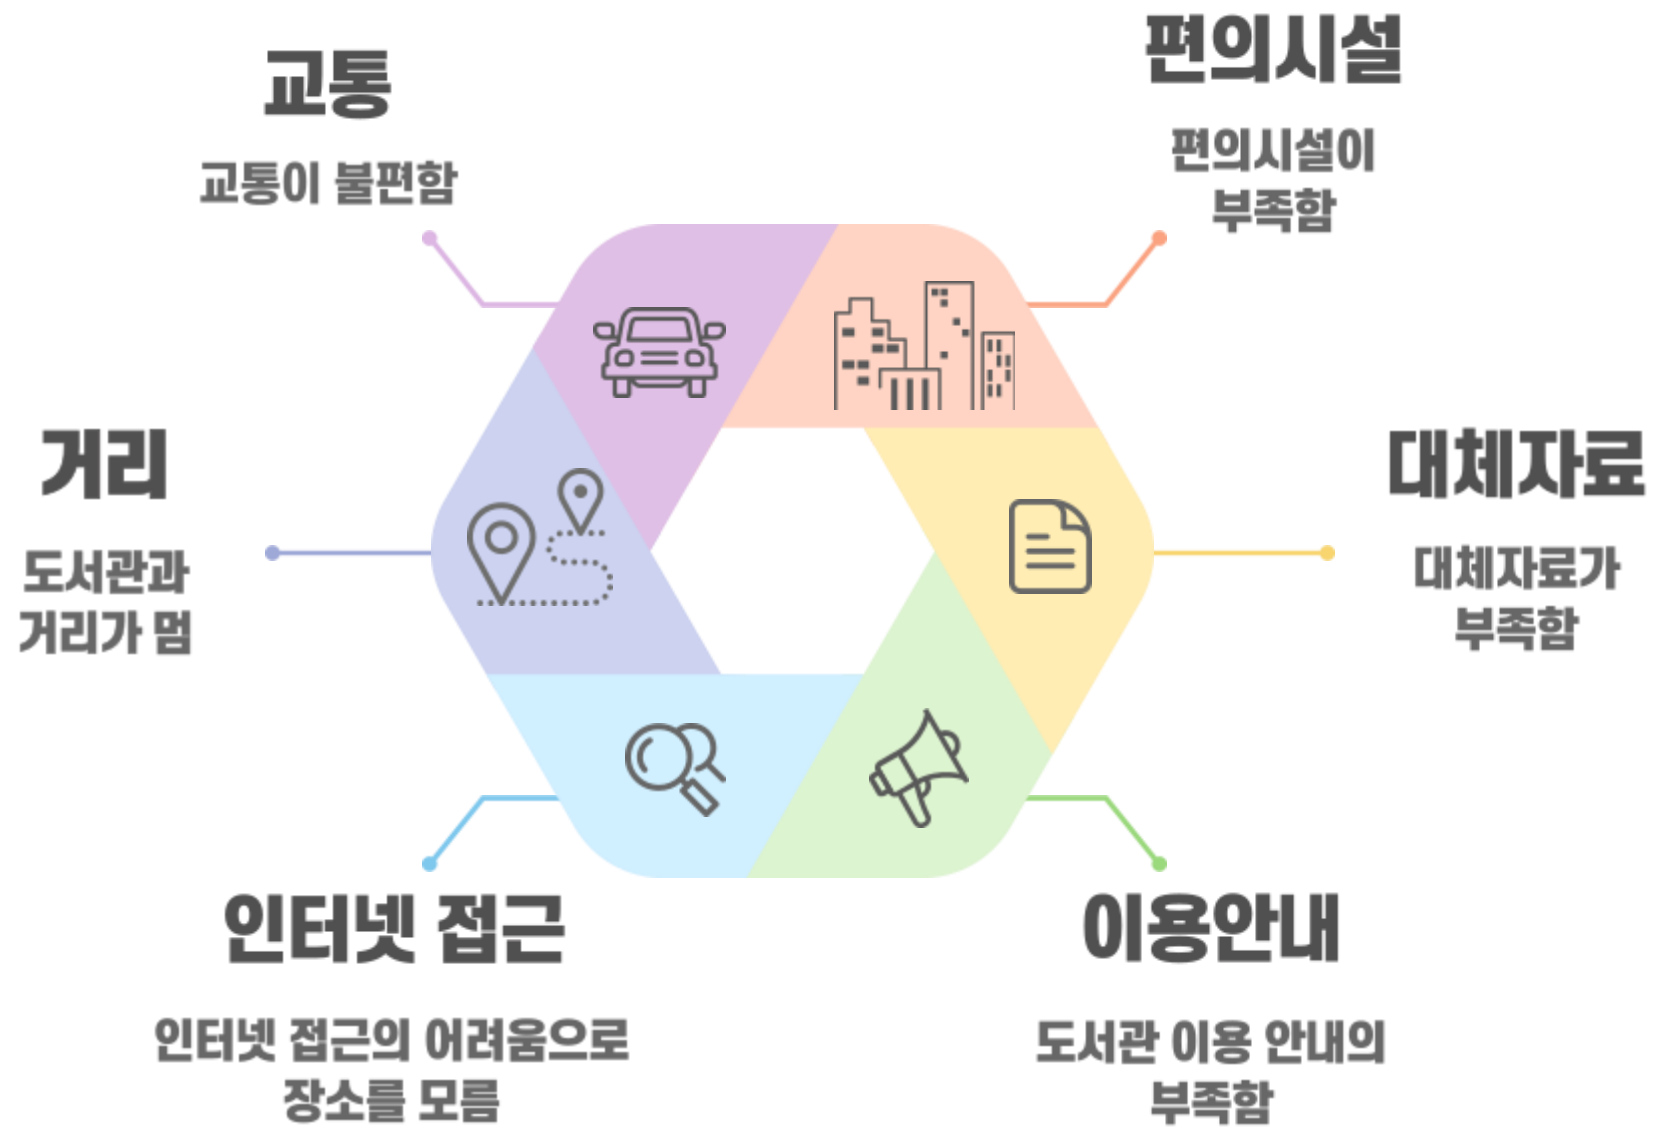 교통
교통이 불편함
편의시설
편의시설이
부족함
거리
도서관과
거리가 멈
대체자료
대체자료가
부족함
인터넷 접근
인터넷 접근의 어려움으로
장소를 모름
이용안내
도서관 이용 안내의
부족함